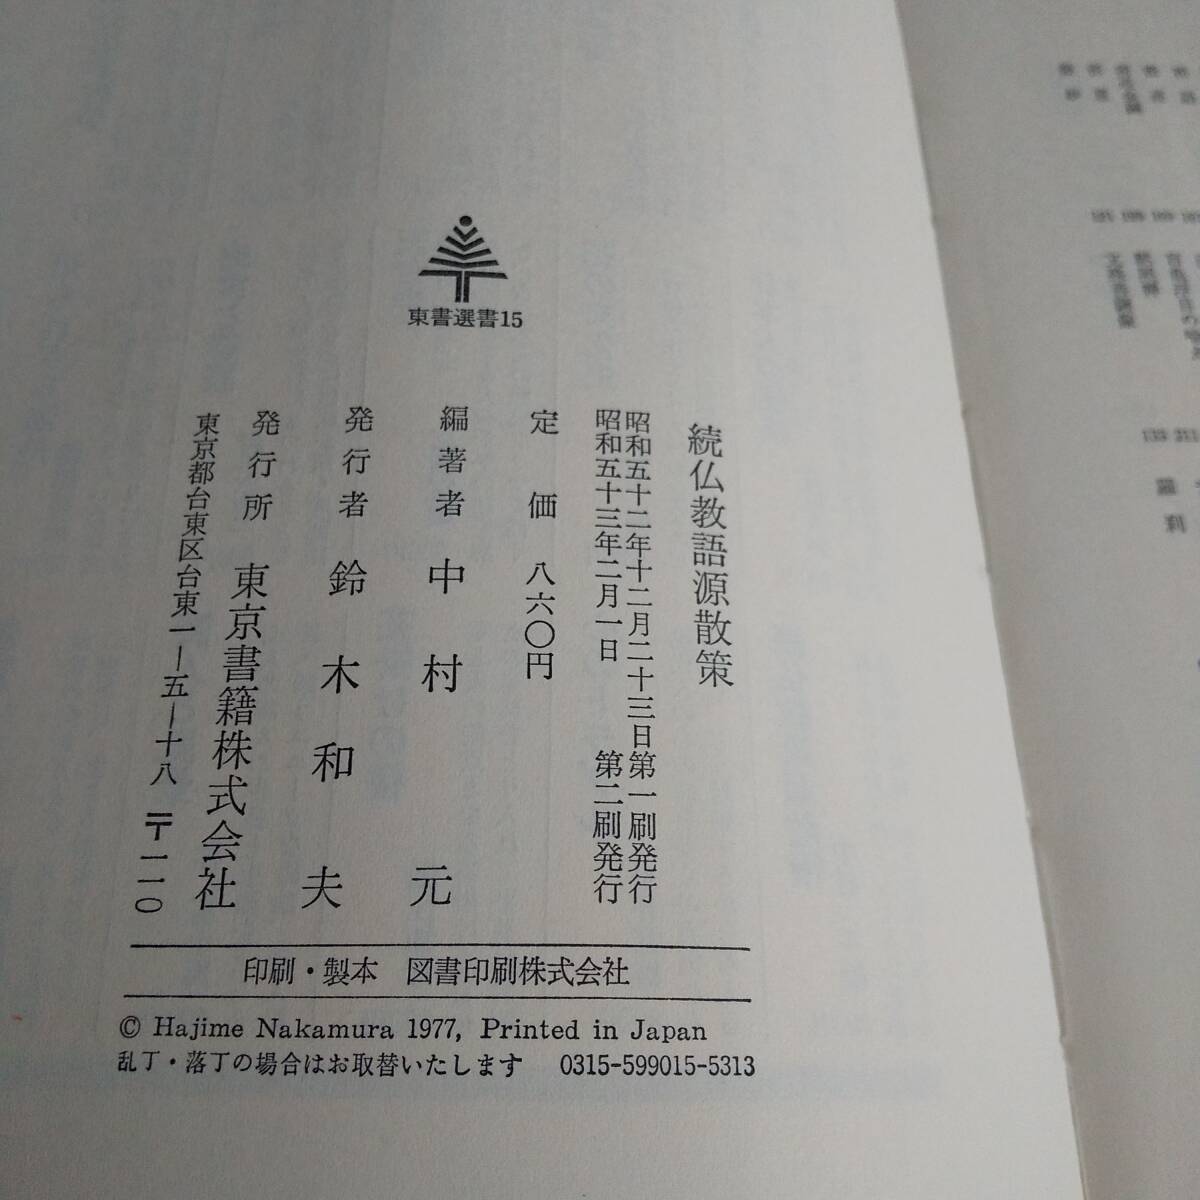 東書選書15
続仏教語源散策
昭和五十二年十二月二十三日第一刷発行
昭和五十三年二月一日 第二刷発行
定価 八六〇円
編著者 中村元
発行者 鈴木和夫
発行所 東京書籍株式会社
東京都台東区台東一―五―十八 〒一一〇
印刷・製本 図書印刷株式会社
© Hajime Nakamura 1977, Printed in Japan
乱丁・落丁の場合はお取替いたします 0315-599015-5313